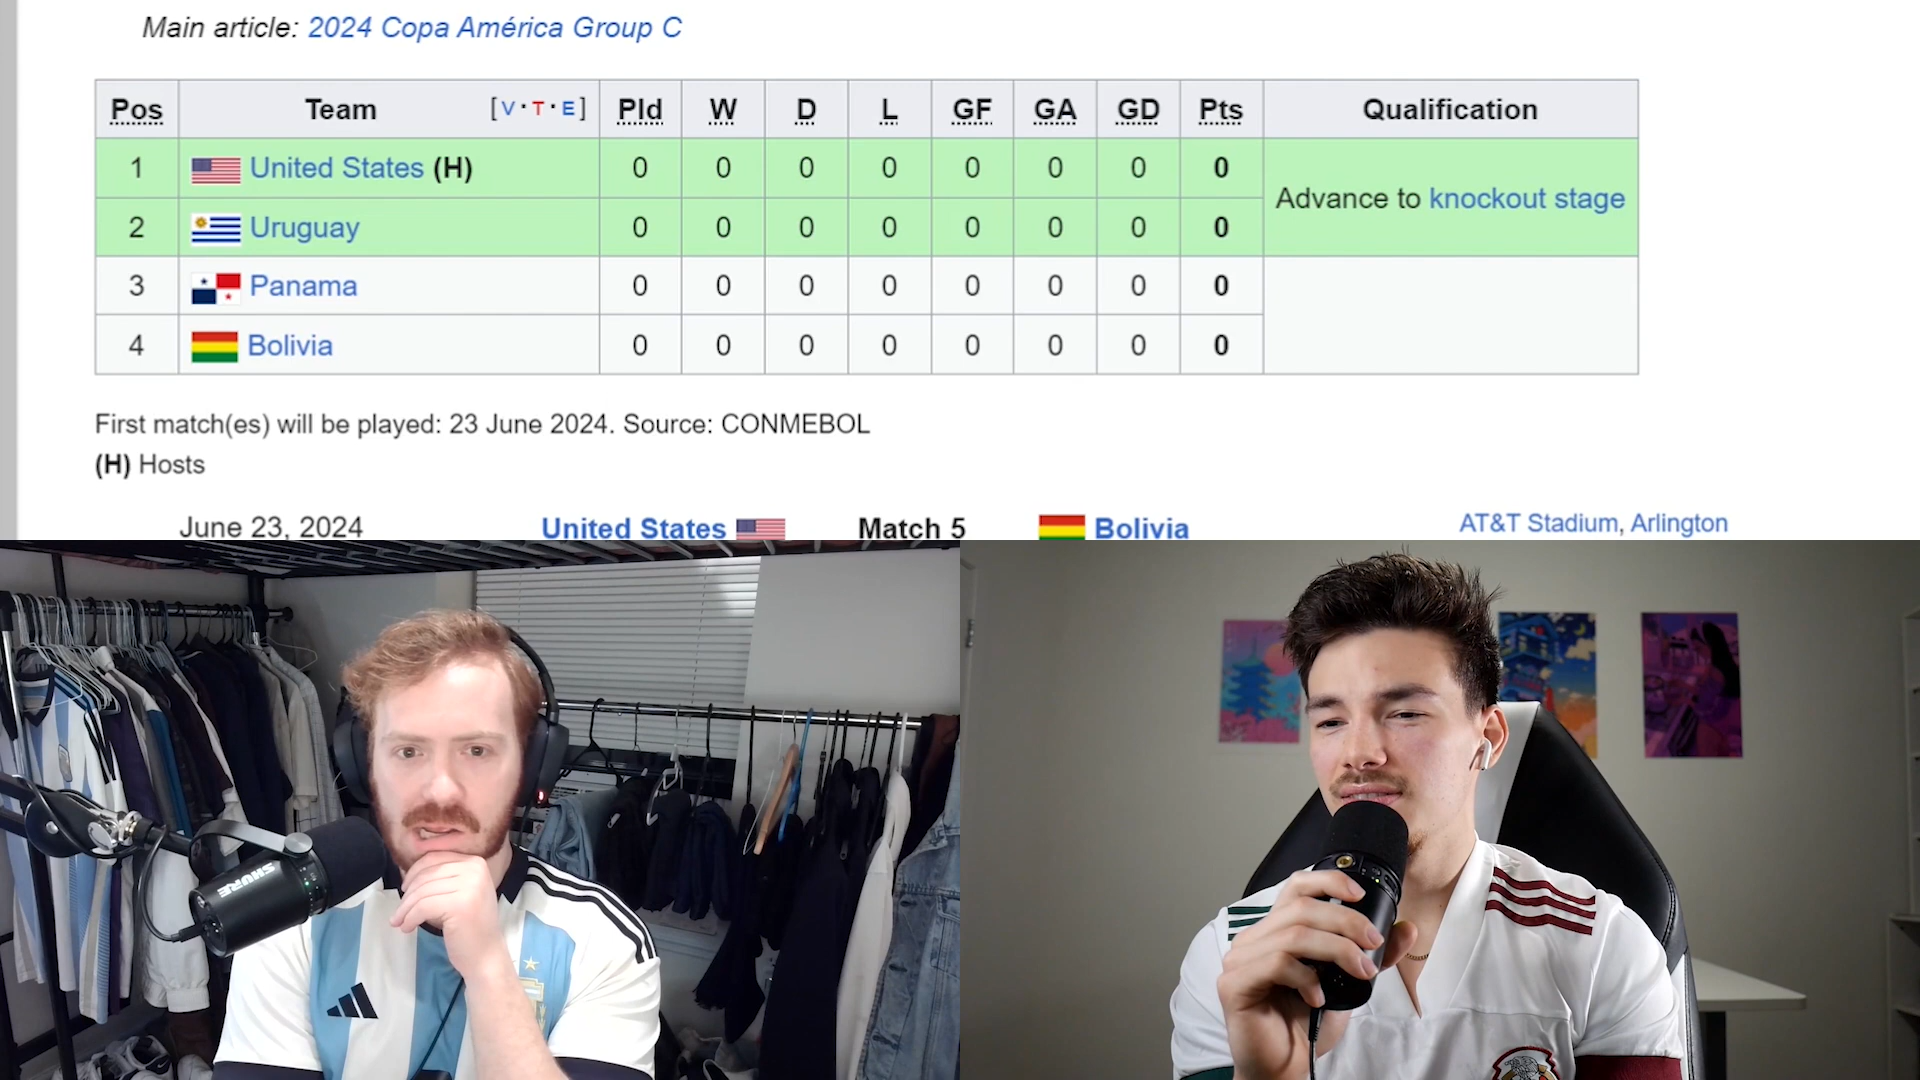 Main article: 2024 Copa América Group C
Pos Team [V·T·E] Pld W D L GF GA GD Pts Qualification
1 United States (H) 0 0 0 0 0 0 0 0 Advance to knockout stage
2 Uruguay 0 0 0 0 0 0 0 0
3 Panama 0 0 0 0 0 0 0 0
4 Bolivia 0 0 0 0 0 0 0 0
First match(es) will be played: 23 June 2024. Source: CONMEBOL
(H) Hosts
June 23, 2024 United States Match 5 Bolivia AT&T Stadium, Arlington
SHURE